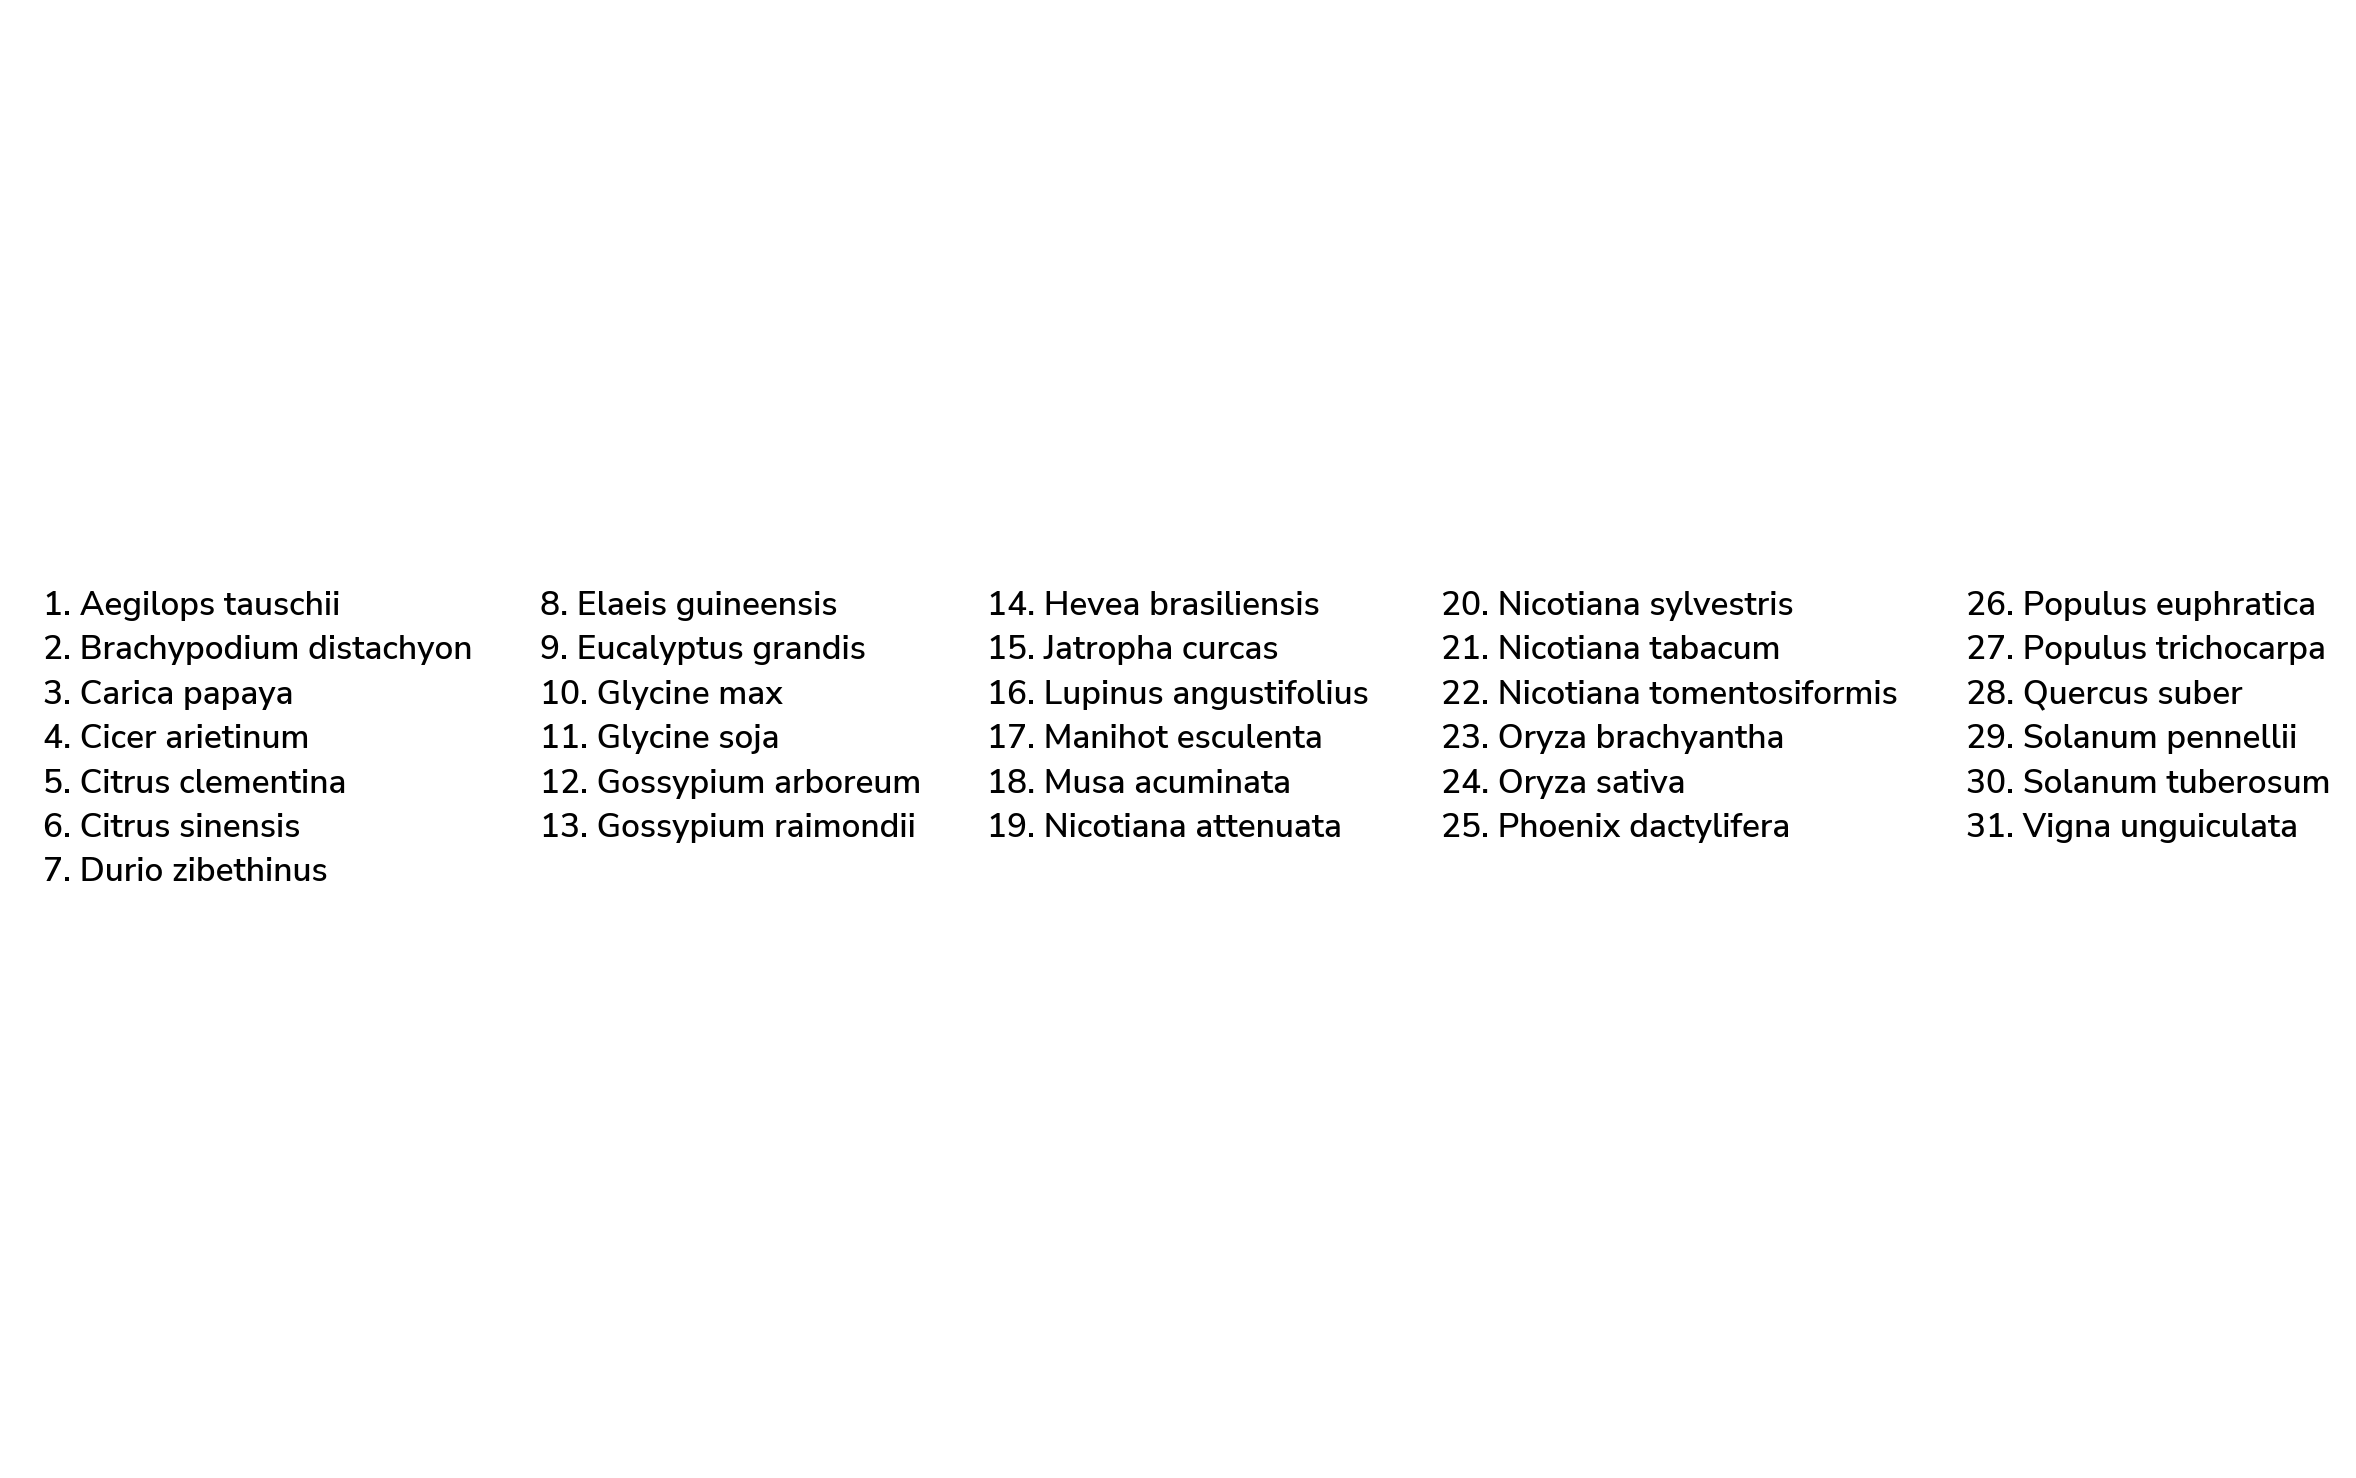 1. Aegilops tauschii
2. Brachypodium distachyon
3. Carica papaya
4. Cicer arietinum
5. Citrus clementina
6. Citrus sinensis
7. Durio zibethinus
8. Elaeis guineensis
9. Eucalyptus grandis
10. Glycine max
11. Glycine soja
12. Gossypium arboreum
13. Gossypium raimondii
14. Hevea brasiliensis
15. Jatropha curcas
16. Lupinus angustifolius
17. Manihot esculenta
18. Musa acuminata
19. Nicotiana attenuata
20. Nicotiana sylvestris
21. Nicotiana tabacum
22. Nicotiana tomentosiformis
23. Oryza brachyantha
24. Oryza sativa
25. Phoenix dactylifera
26. Populus euphratica
27. Populus trichocarpa
28. Quercus suber
29. Solanum pennellii
30. Solanum tuberosum
31. Vigna unguiculata